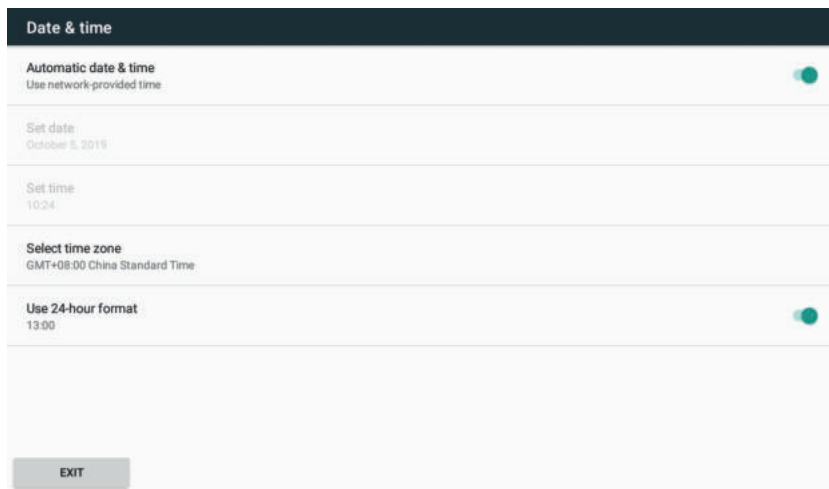 Date & time
Automatic date & time
Use network-provided time
Set date
October 5, 2019
Set time
10:24
Select time zone
GMT+08:00 China Standard Time
Use 24-hour format
13:00
EXIT